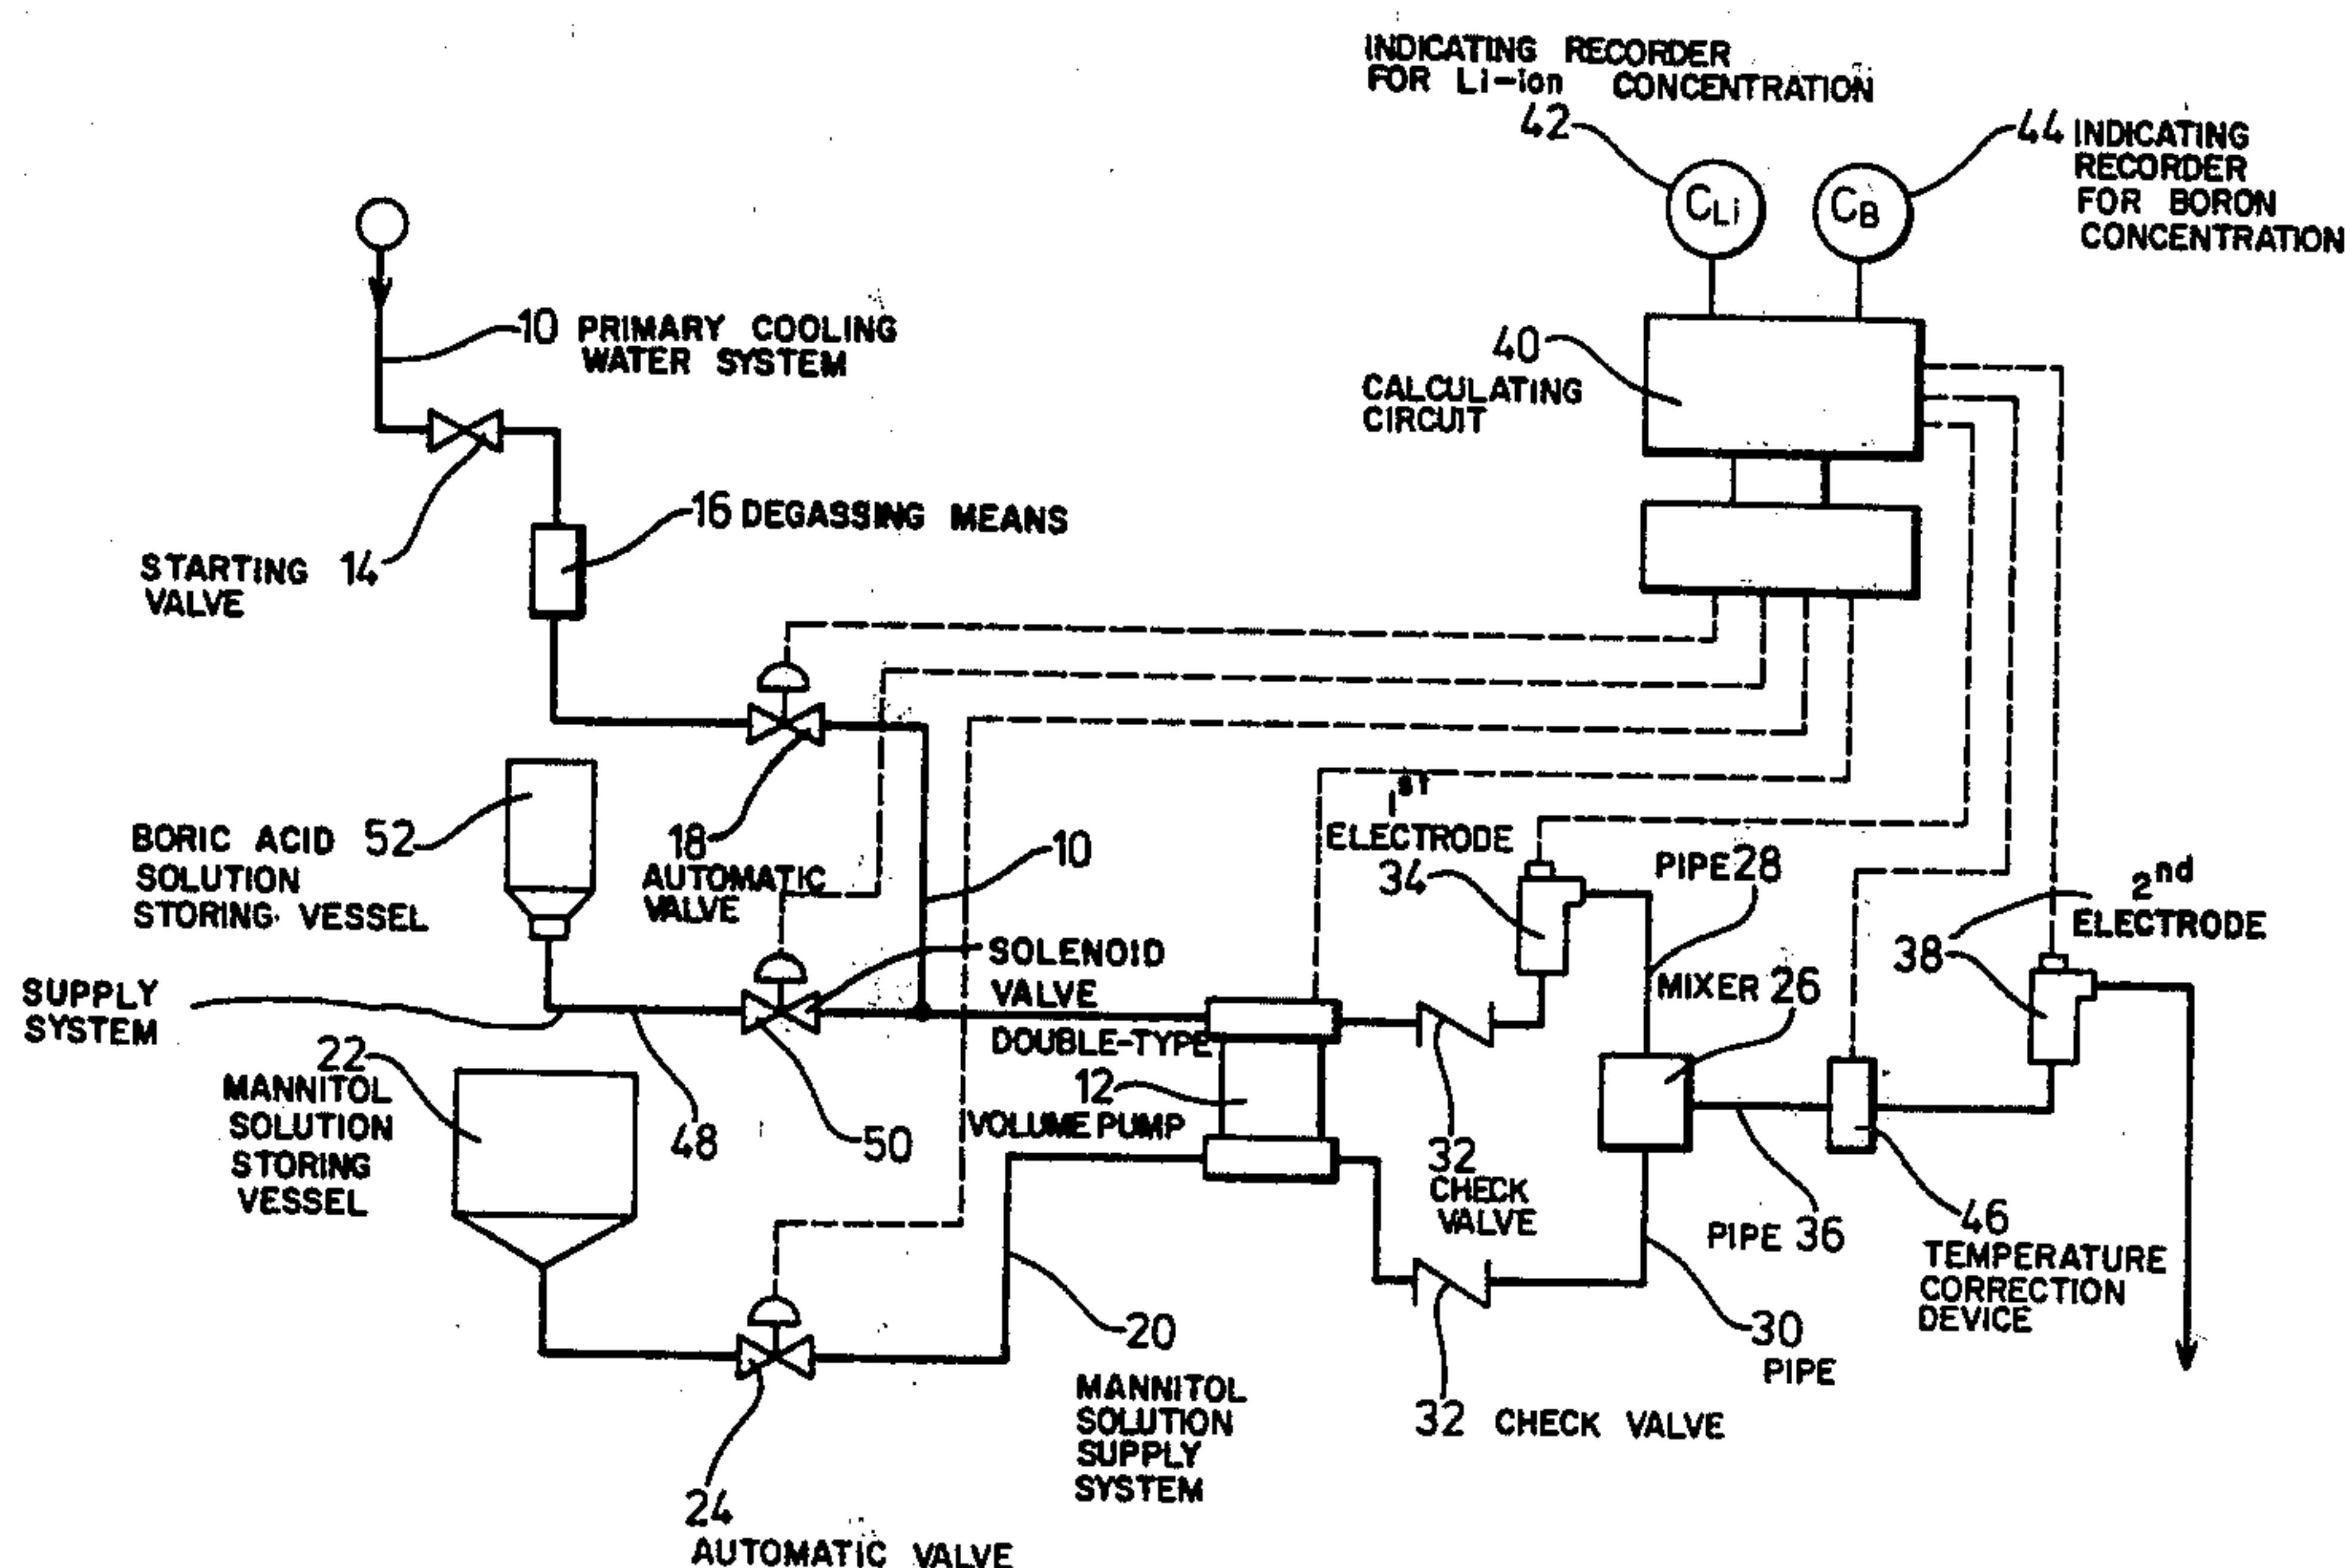 INDICATING RECORDER
FOR Li-Ion CONCENTRATION
42
44 INDICATING
RECORDER
FOR BORON
CONCENTRATION
CLi
CB
10 PRIMARY COOLING
WATER SYSTEM
40
CALCULATING
CIRCUIT
16 DEGASSING MEANS
STARTING 14
VALVE
BORIC ACID 52
SOLUTION
STORING VESSEL
18
AUTOMATIC
VALVE
10
1ST
ELECTRODE
34
PIPE 28
2nd
ELECTRODE
38
SOLENOID
VALVE
MIXER 26
SUPPLY
SYSTEM
DOUBLE-TYPE
12
VOLUME PUMP
22
MANNITOL
SOLUTION
STORING
VESSEL
48
50
32
CHECK
VALVE
PIPE 36
46
TEMPERATURE
CORRECTION
DEVICE
20
MANNITOL
SOLUTION
SUPPLY
SYSTEM
30
PIPE
32 CHECK VALVE
24
AUTOMATIC VALVE